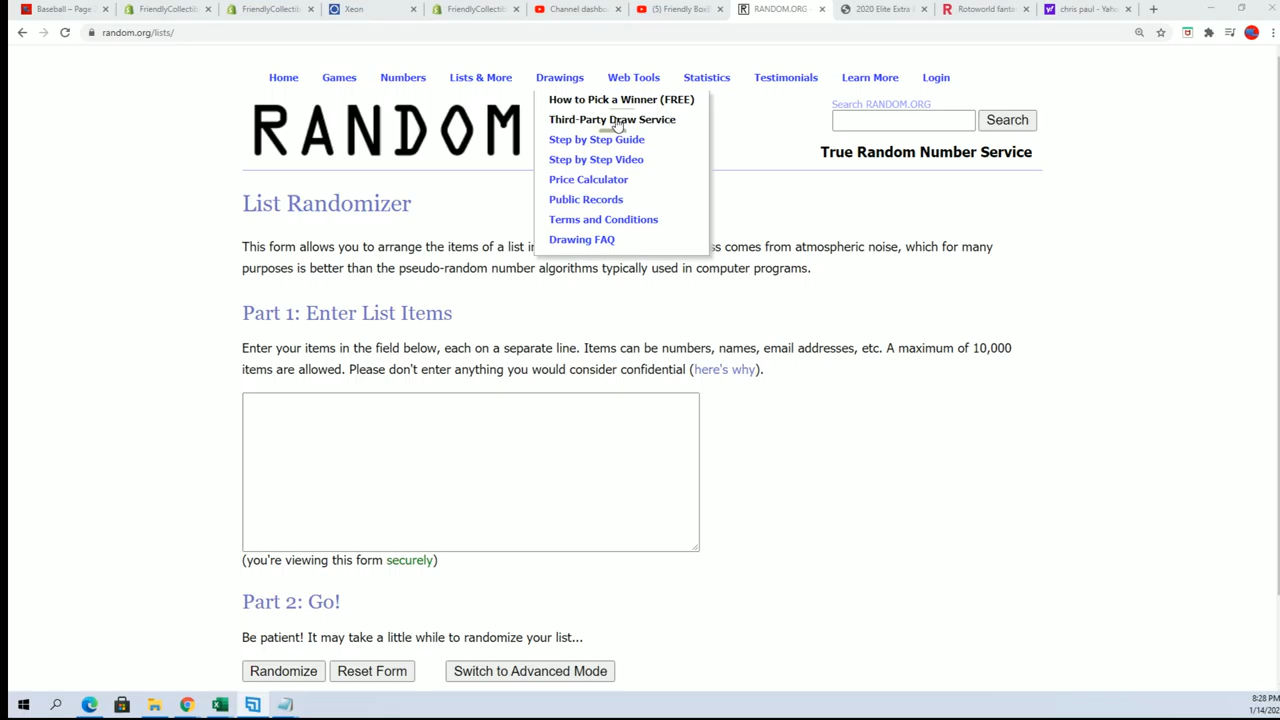 Baseball – Page
FriendlyCollectib
FriendlyCollectib
Xeon
FriendlyCollectib
Channel dashbo
(5) Friendly Box
RANDOM.ORG -
2020 Elite Extra
Rotoworld fanta
chris paul - Yaho
random.org/lists/
Home Games Numbers Lists & More Drawings Web Tools Statistics Testimonials Learn More Login
How to Pick a Winner (FREE)
Third-Party Draw Service
Step by Step Guide
Step by Step Video
Price Calculator
Public Records
Terms and Conditions
Drawing FAQ
RANDOM
Search RANDOM.ORG
Search
True Random Number Service
List Randomizer
This form allows you to arrange the items of a list in ss comes from atmospheric noise, which for many
purposes is better than the pseudo-random number algorithms typically used in computer programs.
Part 1: Enter List Items
Enter your items in the field below, each on a separate line. Items can be numbers, names, email addresses, etc. A maximum of 10,000
items are allowed. Please don't enter anything you would consider confidential (here's why).
(you're viewing this form securely)
Part 2: Go!
Be patient! It may take a little while to randomize your list...
Randomize Reset Form Switch to Advanced Mode
8:28 PM
1/14/202